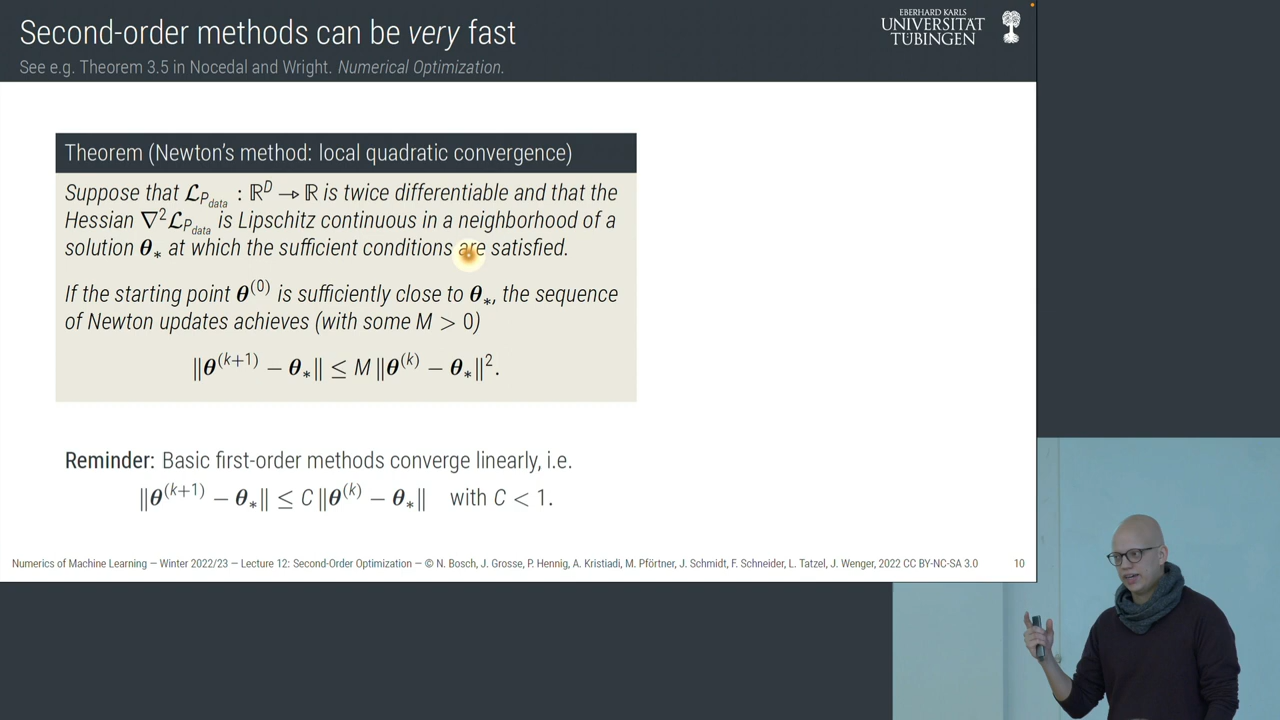 Second-order methods can be very fast
See e.g. Theorem 3.5 in Nocedal and Wright. Numerical Optimization.
EBERHARD KARLS
UNIVERSITÄT
TÜBINGEN
Theorem (Newton's method: local quadratic convergence)
Suppose that 𝓛_{P_data} : ℝ^D → ℝ is twice differentiable and that the
Hessian ∇²𝓛_{P_data} is Lipschitz continuous in a neighborhood of a
solution θ_* at which the sufficient conditions are satisfied.
If the starting point θ^{(0)} is sufficiently close to θ_*, the sequence
of Newton updates achieves (with some M > 0)
‖θ^{(k+1)} − θ_*‖ ≤ M ‖θ^{(k)} − θ_*‖².
Reminder: Basic first-order methods converge linearly, i.e.
‖θ^{(k+1)} − θ_*‖ ≤ C ‖θ^{(k)} − θ_*‖ with C < 1.
Numerics of Machine Learning — Winter 2022/23 — Lecture 12: Second-Order Optimization — © N. Bosch, J. Grosse, P. Hennig, A. Kristiadi, M. Pförtner, J. Schmidt, F. Schneider, L. Tatzel, J. Wenger, 2022 CC BY-NC-SA 3.0
10